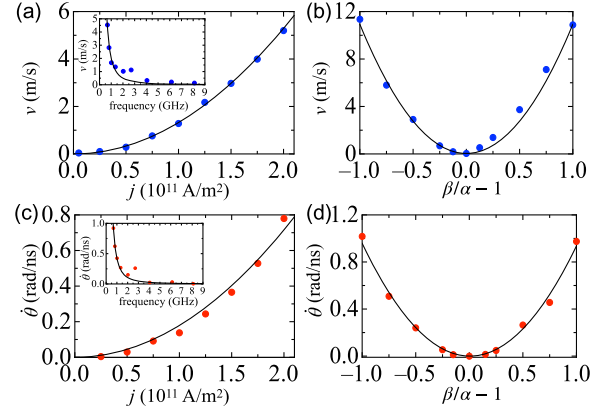 (a)
6
4
2
0
v (m/s)
0.0 0.5 1.0 1.5 2.0
j (10¹¹ A/m²)
5
4
3
2
1
0
v (m/s)
0 1 2 3 4 5 6 7 8 9
frequency (GHz)
(b)
12
8
4
0
v (m/s)
−1.0 −0.5 0.0 0.5 1.0
β/α−1
(c)
0.8
0.6
0.4
0.2
0.0
θ̇ (rad/ns)
0.0 0.5 1.0 1.5 2.0
j (10¹¹ A/m²)
1.0
0.5
0.0
θ̇ (rad/ns)
0 1 2 3 4 5 6 7 8 9
frequency (GHz)
(d)
1.2
0.8
0.4
0.0
θ̇ (rad/ns)
−1.0 −0.5 0.0 0.5 1.0
β/α−1